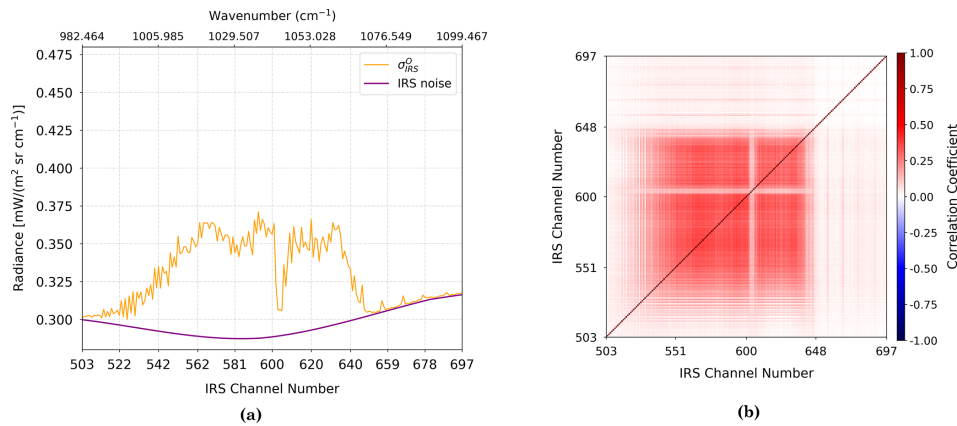 Wavenumber (cm⁻¹)
982.464 1005.985 1029.507 1053.028 1076.549 1099.467
0.475
0.450
0.425
0.400
0.375
0.350
0.325
0.300
Radiance [mW/(m² sr cm⁻¹)]
σ^O_IRS
IRS noise
503 522 542 562 581 600 620 640 659 678 697
IRS Channel Number
(a)
697
648
600
551
503
IRS Channel Number
503 551 600 648 697
IRS Channel Number
1.00
0.75
0.50
0.25
0.00
-0.25
-0.50
-0.75
-1.00
Correlation Coefficient
(b)